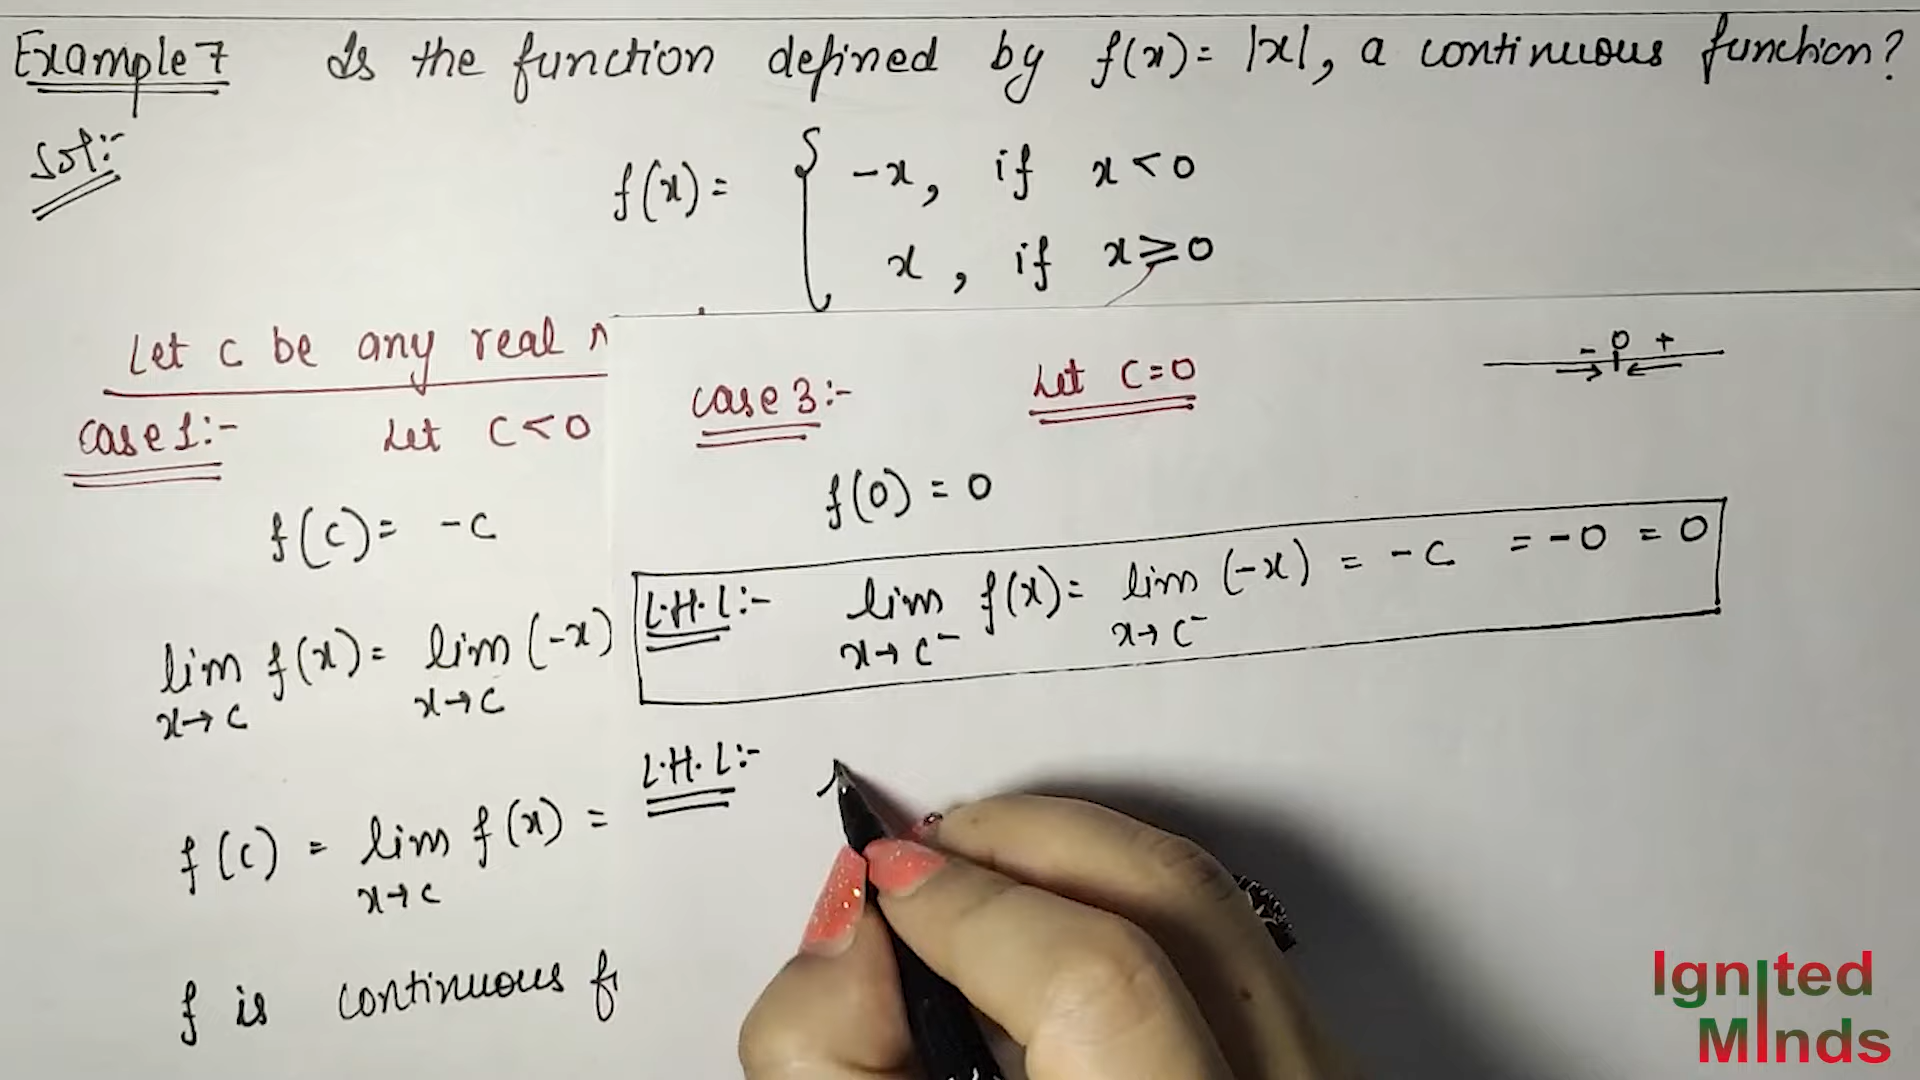 Example 7 Is the function defined by f(x)= |x|, a continuous function?
Sol:-
f(x)= { -x, if x<0
x, if x≥0
Let c be any real
Case 1:- Let C<0
f(c)= -c
lim f(x)= lim (-x)
x→c x→c
f(c) = lim f(x) =
x→c
f is continuous
Case 3:- Let C=0
- 0 +
f(0) = 0
L.H.L:- lim f(x)= lim (-x) = -c = -0 = 0
x→c⁻ x→c⁻
L.H.L:-
Ignited
Minds